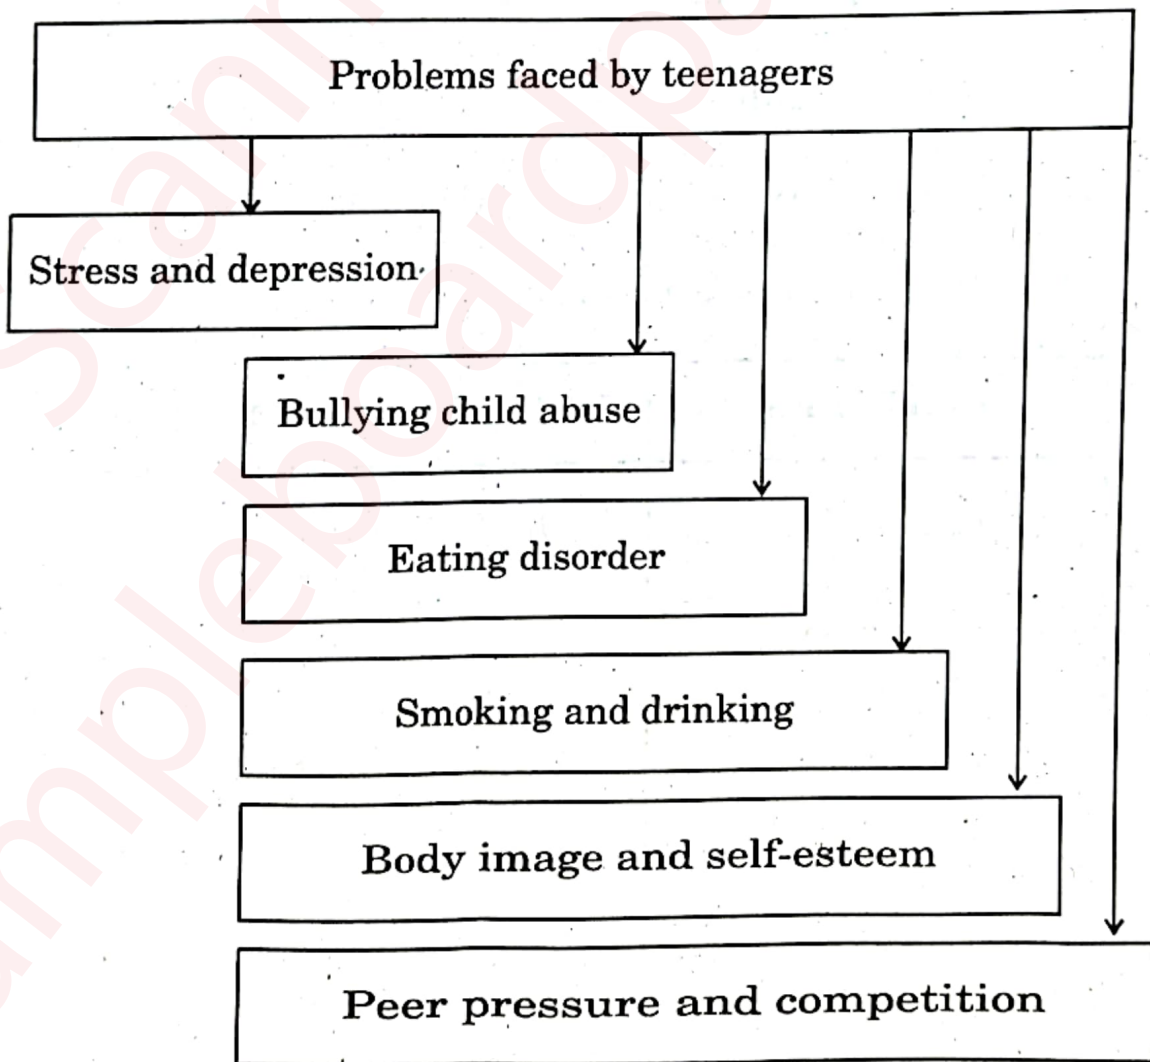 Problems faced by teenagers
Stress and depression
Bullying child abuse
Eating disorder
Smoking and drinking
Body image and self-esteem
Peer pressure and competition